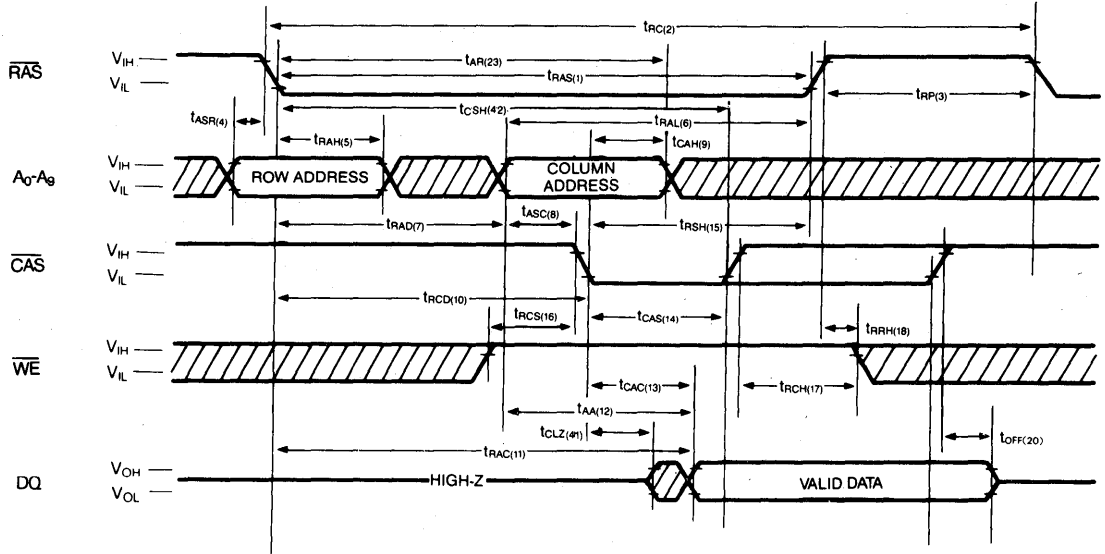 tRC(2)
RAS
VIH
VIL
tAR(23)
tRAS(1)
tCSH(42)
tRP(3)
tASR(4)
tRAL(6)
tRAH(5)
tCAH(9)
A0-A9
VIH
VIL
ROW ADDRESS
COLUMN
ADDRESS
tRAD(7)
tASC(8)
tRSH(15)
CAS
VIH
VIL
tRCD(10)
tRCS(16)
tCAS(14)
tRRH(18)
WE
VIH
VIL
tCAC(13)
tRCH(17)
tAA(12)
tCLZ(41)
tRAC(11)
tOFF(20)
DQ
VOH
VOL
HIGH-Z
VALID DATA